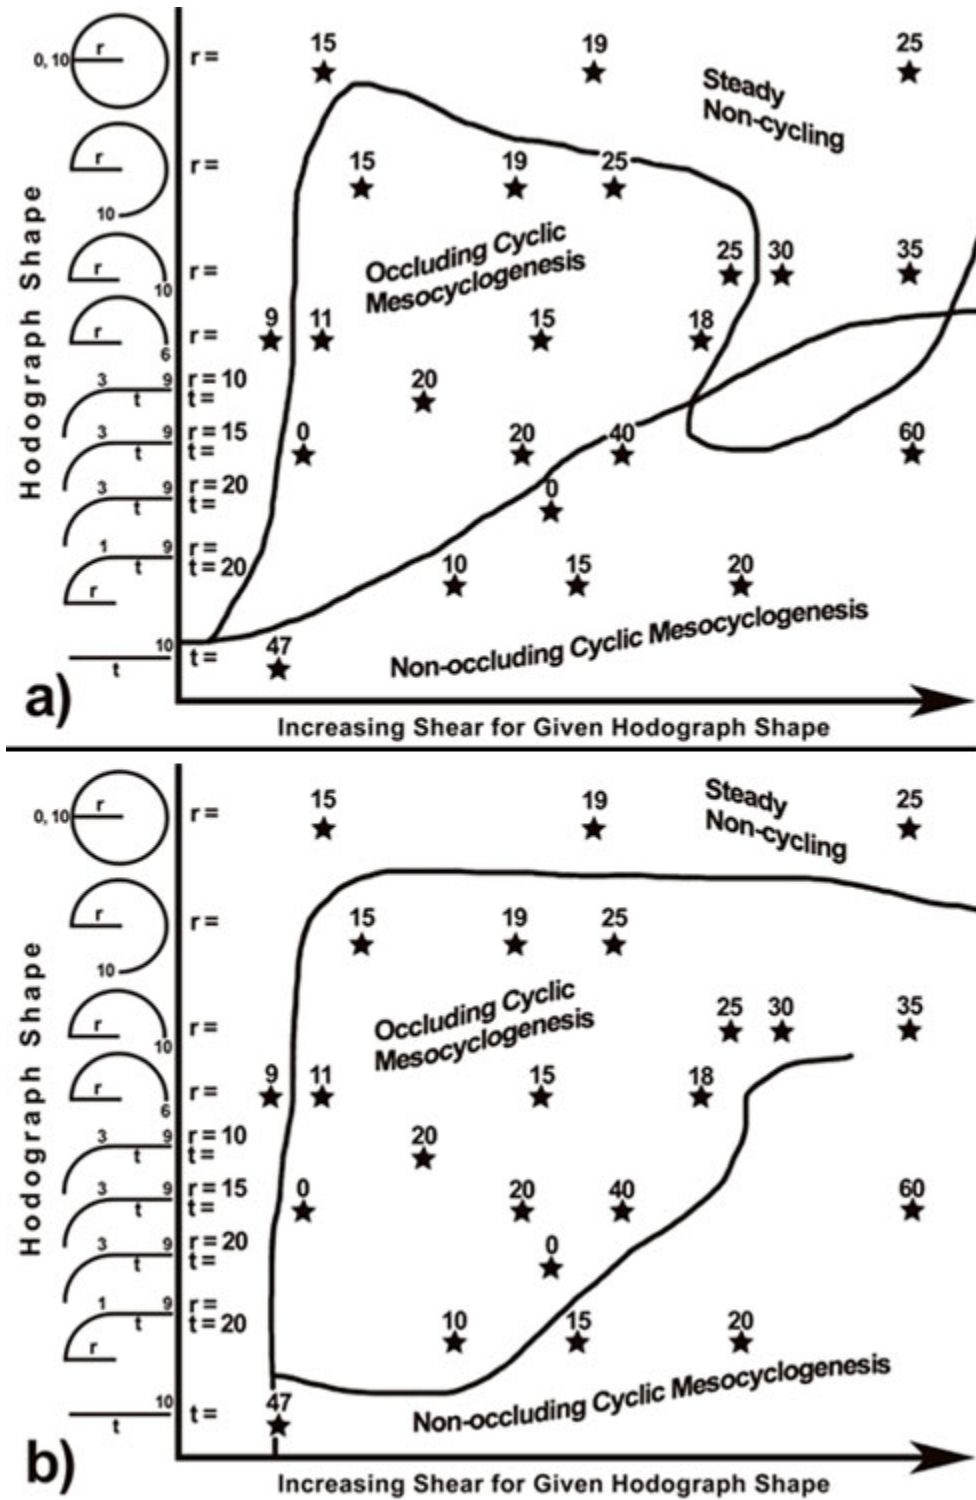 15 19 25
0, 10 r r =
Steady
Non-cycling
15 19 25
r r =
10
Occluding Cyclic
Mesocyclogenesis
25 30 35
r r =
10
9 11 15 18
r r =
6
20
3 9 r = 10
t t =
0 20 40 60
3 9 r = 15
t t =
0
3 9 r = 20
t t =
10 15 20
1 9 r =
t t = 20
r
Non-occluding Cyclic Mesocyclogenesis
47
10 t =
t
Hodograph Shape
a)
Increasing Shear for Given Hodograph Shape
15 19 25
0, 10 r r =
Steady
Non-cycling
15 19 25
r r =
10
Occluding Cyclic
Mesocyclogenesis
25 30 35
r r =
10
9 11 15 18
r r =
6
20
3 9 r = 10
t t =
0 20 40 60
3 9 r = 15
t t =
0
3 9 r = 20
t t =
10 15 20
1 9 r =
t t = 20
r
Non-occluding Cyclic Mesocyclogenesis
47
10 t =
t
Hodograph Shape
b)
Increasing Shear for Given Hodograph Shape